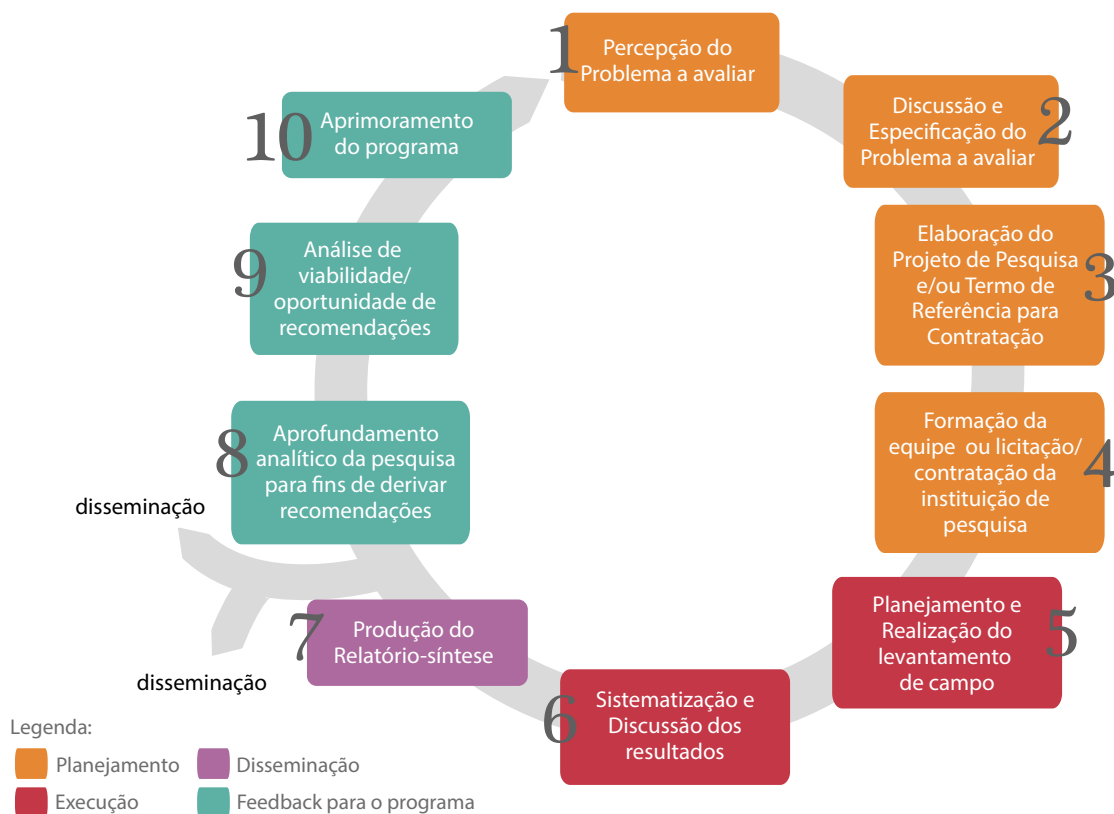 1
Percepção do
Problema a avaliar
2
Discussão e
Especificação do
Problema a avaliar
3
Elaboração do
Projeto de Pesquisa
e/ou Termo de
Referência para
Contratação
4
Formação da
equipe ou licitação/
contratação da
instituição de
pesquisa
5
Planejamento e
Realização do
levantamento
de campo
6
Sistematização e
Discussão dos
resultados
7
Produção do
Relatório-síntese
disseminação
disseminação
8
Aprofundamento
analítico da pesquisa
para fins de derivar
recomendações
9
Análise de
viabilidade/
oportunidade de
recomendações
10
Aprimoramento
do programa
Legenda:
Planejamento
Disseminação
Execução
Feedback para o programa